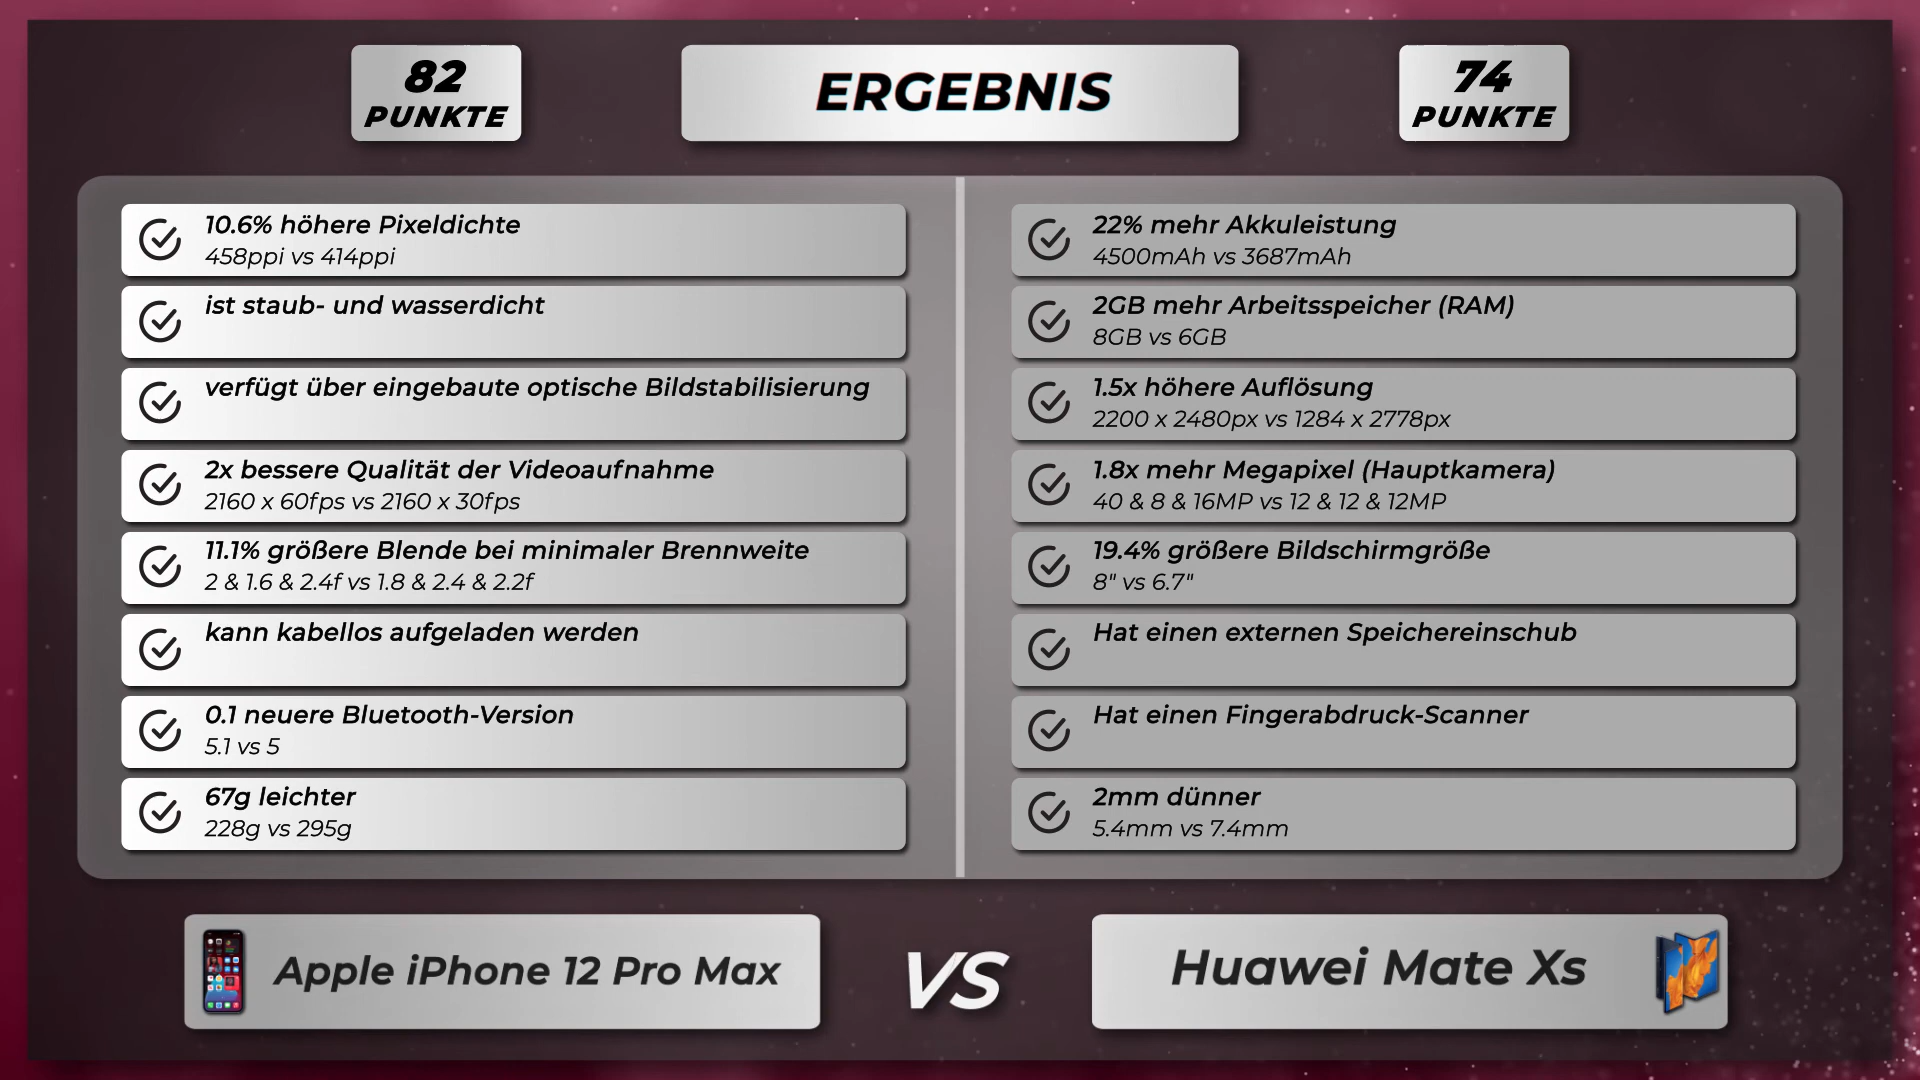 82
PUNKTE
ERGEBNIS
74
PUNKTE
10.6% höhere Pixeldichte
458ppi vs 414ppi
ist staub- und wasserdicht
verfügt über eingebaute optische Bildstabilisierung
2x bessere Qualität der Videoaufnahme
2160 x 60fps vs 2160 x 30fps
11.1% größere Blende bei minimaler Brennweite
2 & 1.6 & 2.4f vs 1.8 & 2.4 & 2.2f
kann kabellos aufgeladen werden
0.1 neuere Bluetooth-Version
5.1 vs 5
67g leichter
228g vs 295g
22% mehr Akkuleistung
4500mAh vs 3687mAh
2GB mehr Arbeitsspeicher (RAM)
8GB vs 6GB
1.5x höhere Auflösung
2200 x 2480px vs 1284 x 2778px
1.8x mehr Megapixel (Hauptkamera)
40 & 8 & 16MP vs 12 & 12 & 12MP
19.4% größere Bildschirmgröße
8" vs 6.7"
Hat einen externen Speichereinschub
Hat einen Fingerabdruck-Scanner
2mm dünner
5.4mm vs 7.4mm
Apple iPhone 12 Pro Max
VS
Huawei Mate Xs